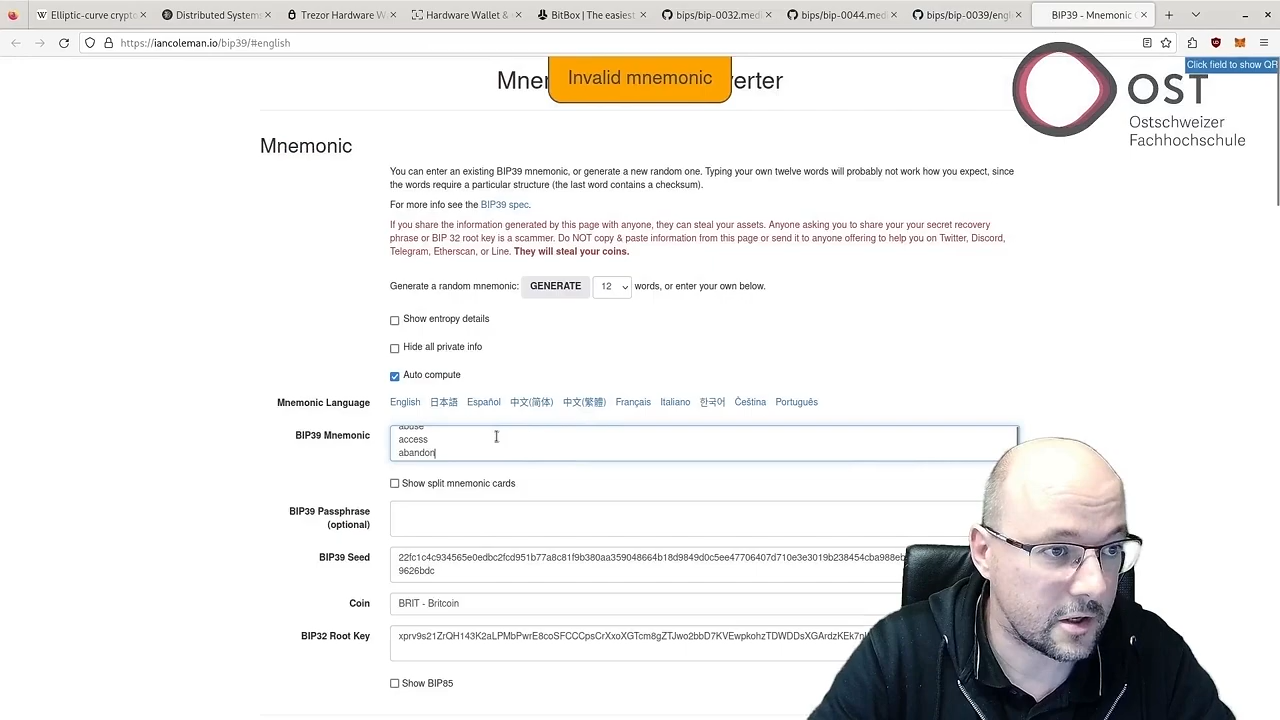 Elliptic-curve crypto
Distributed System
Trezor Hardware W
Hardware Wallet &
BitBox | The easiest
bips/bip-0032.med
bips/bip-0044.med
bips/bip-0039/engl
BIP39 - Mnemonic
https://iancoleman.io/bip39/#english
Click field to show QR
Invalid mnemonic
Mne
verter
OST
Ostschweizer
Fachhochschule
Mnemonic
You can enter an existing BIP39 mnemonic, or generate a new random one. Typing your own twelve words will probably not work how you expect, since
the words require a particular structure (the last word contains a checksum).
For more info see the BIP39 spec.
If you share the information generated by this page with anyone, they can steal your assets. Anyone asking you to share your your secret recovery
phrase or BIP 32 root key is a scammer. Do NOT copy & paste information from this page or send it to anyone offering to help you on Twitter, Discord,
Telegram, Etherscan, or Line. They will steal your coins.
Generate a random mnemonic: GENERATE 12 words, or enter your own below.
Show entropy details
Hide all private info
Auto compute
Mnemonic Language English 日本語 Español 中文(简体) 中文(繁體) Français Italiano 한국어 Čeština Português
abuse
BIP39 Mnemonic access
abandon
Show split mnemonic cards
BIP39 Passphrase
(optional)
BIP39 Seed 22fc1c4c934565e0edbc2fcd951b77a8c81f9b380aa359048664b18d9849d0c5ee47706407d710e3e3019b238454cba988eb
9626bdc
Coin BRIT - Britcoin
BIP32 Root Key
Show BIP85